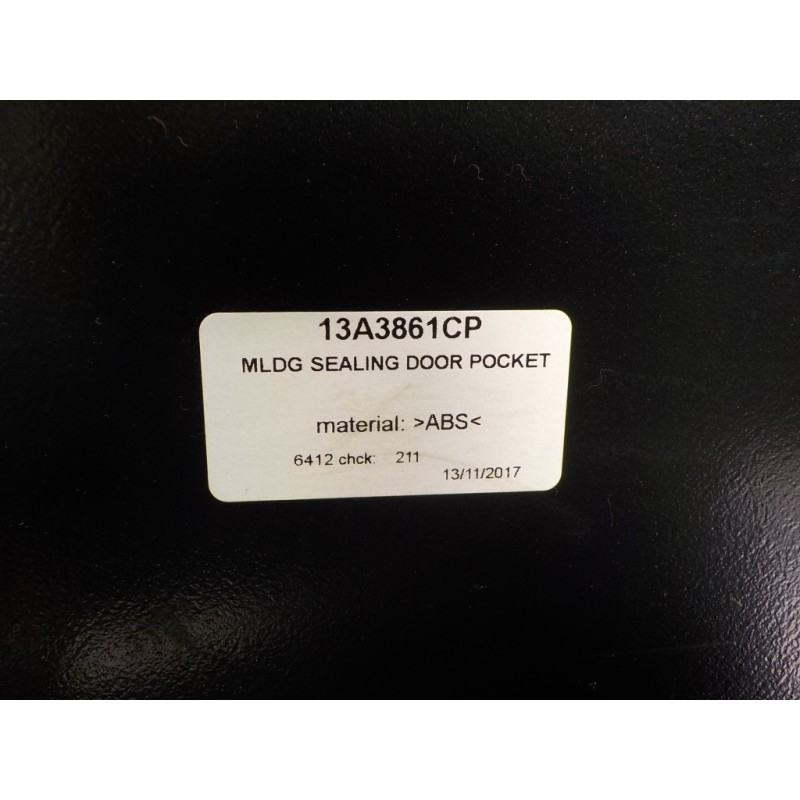 13A3861CP
MLDG SEALING DOOR POCKET
material: >ABS<
6412 chck: 211
13/11/2017